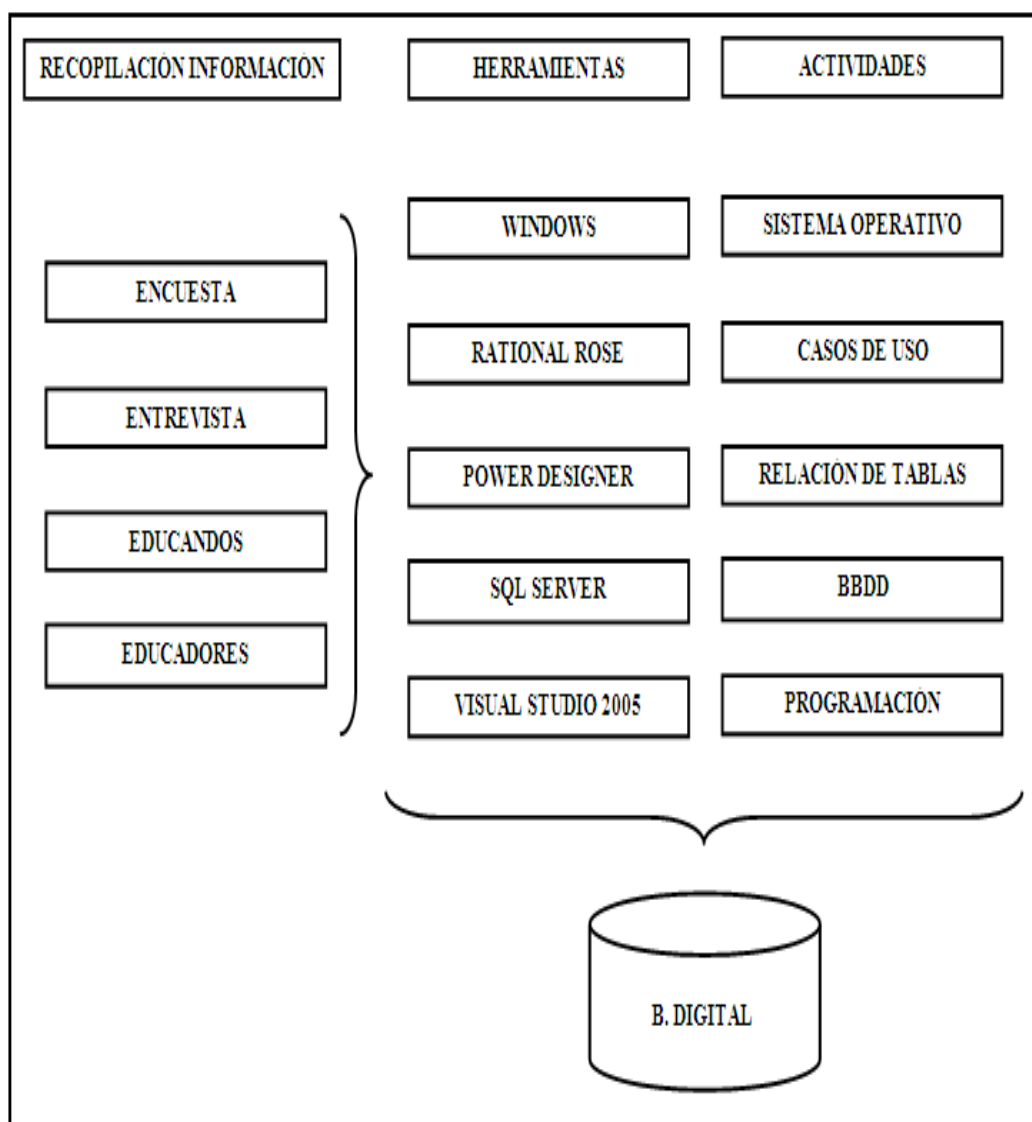 RECOPILACIÓN INFORMACIÓN
HERRAMIENTAS
ACTIVIDADES
ENCUESTA
ENTREVISTA
EDUCANDOS
EDUCADORES
WINDOWS
SISTEMA OPERATIVO
RATIONAL ROSE
CASOS DE USO
POWER DESIGNER
RELACIÓN DE TABLAS
SQL SERVER
BBDD
VISUAL STUDIO 2005
PROGRAMACIÓN
B. DIGITAL